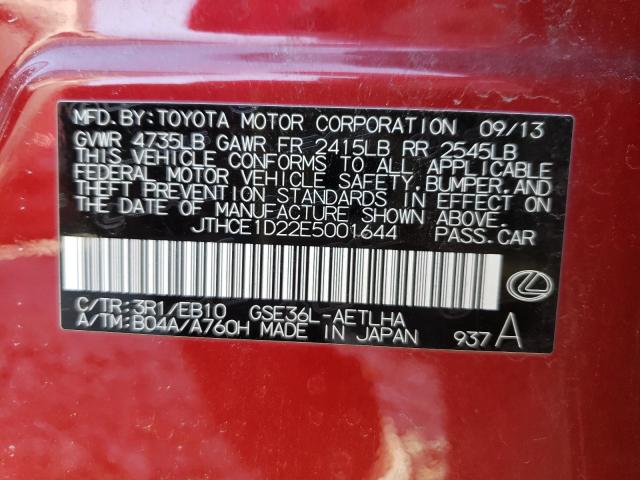 MFD.BY:TOYOTA MOTOR CORPORATION 09/13
GVWR 4735LB GAWR FR 2415LB RR 2545LB
THIS VEHICLE CONFORMS TO ALL APPLICABLE
FEDERAL MOTOR VEHICLE SAFETY,BUMPER,AND
THEFT PREVENTION STANDARDS IN EFFECT ON
THE DATE OF MANUFACTURE SHOWN ABOVE.
JTHCE1D22E5001644 PASS.CAR
C/TR:3R1/EB10 GSE36L-AETLHA
A/TM:B04A/A760H MADE IN JAPAN 937A